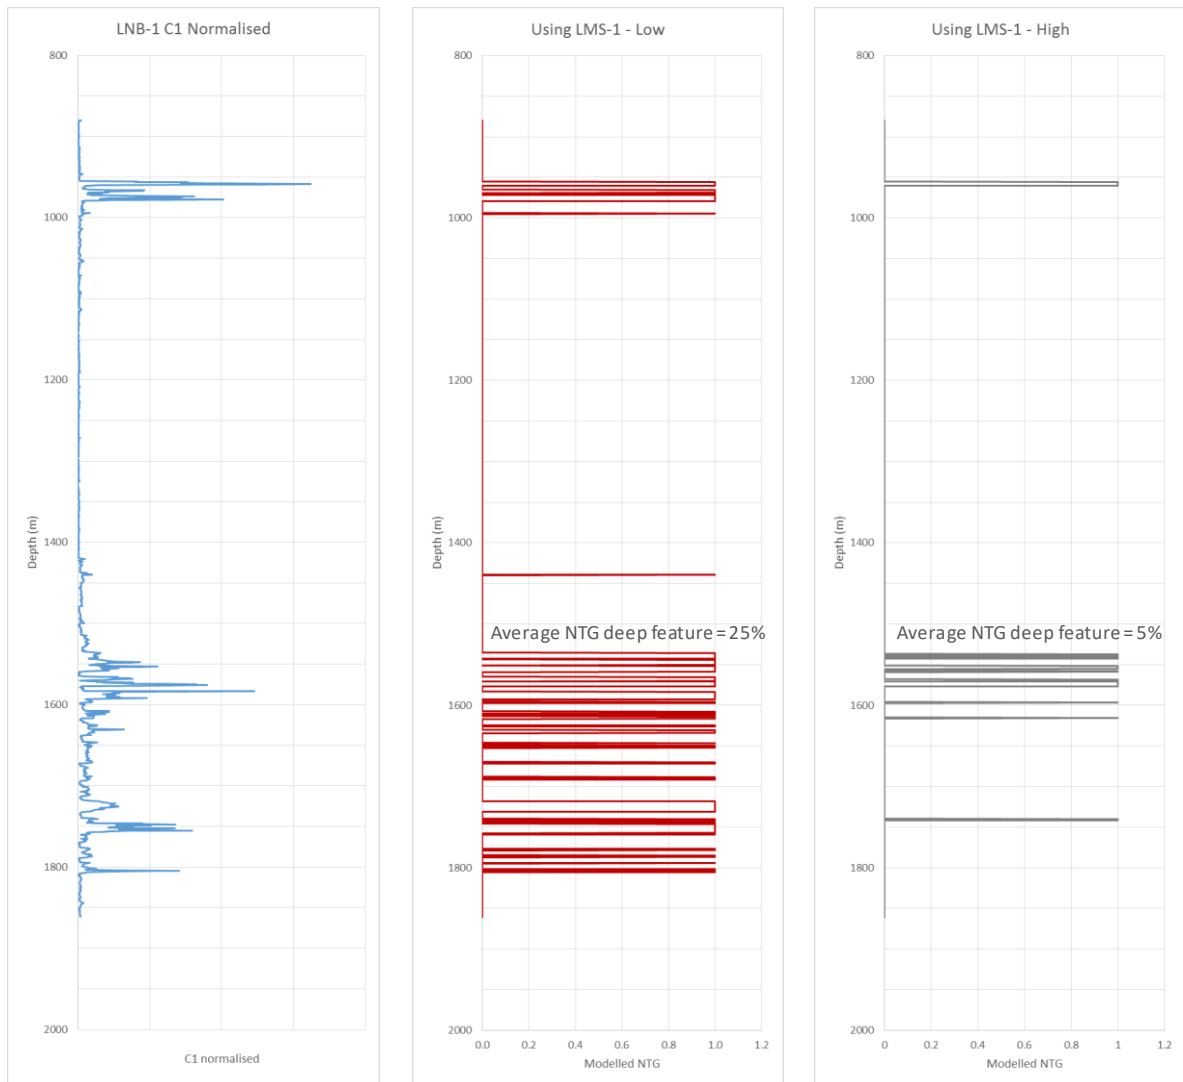 LNB-1 C1 Normalised
800
1000
1200
1400
1600
1800
2000
Depth (m)
C1 normalised
Using LMS-1 - Low
800
1000
1200
1400
1600
1800
2000
Depth (m)
Average NTG deep feature = 25%
0.0 0.2 0.4 0.6 0.8 1.0 1.2
Modelled NTG
Using LMS-1 - High
800
1000
1200
1400
1600
1800
2000
Depth (m)
Average NTG deep feature = 5%
0 0.2 0.4 0.6 0.8 1 1.2
Modelled NTG